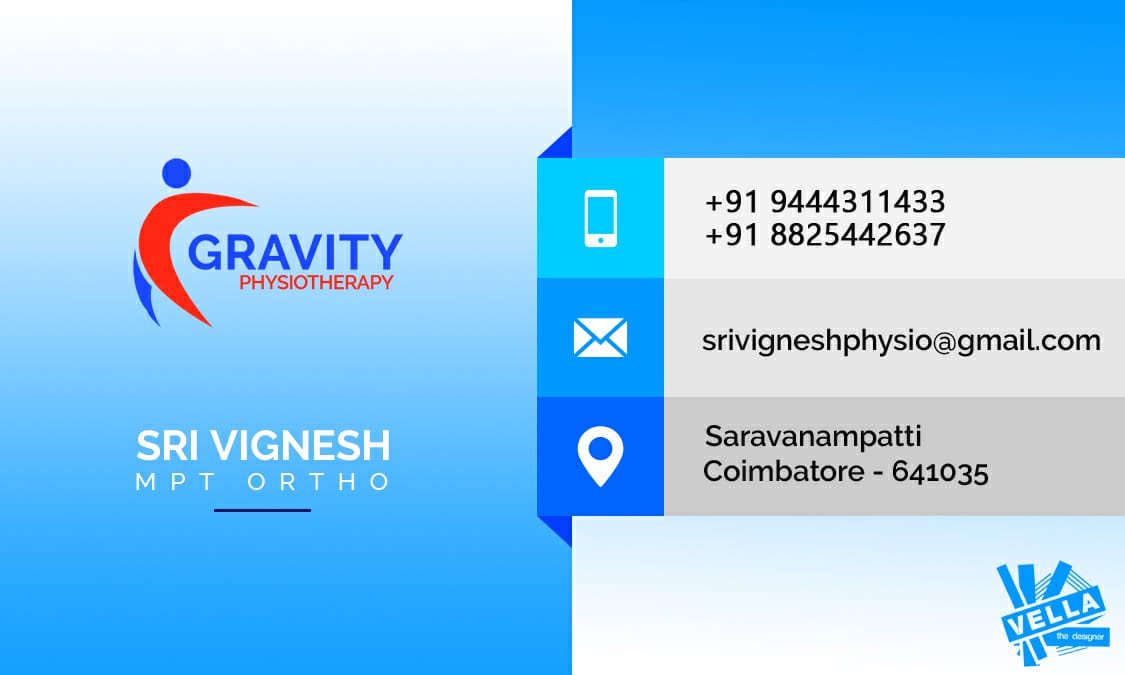 GRAVITY
PHYSIOTHERAPY
SRI VIGNESH
MPT ORTHO
+91 9444311433
+91 8825442637
srivigneshphysio@gmail.com
Saravanampatti
Coimbatore - 641035
VELLA
the designer